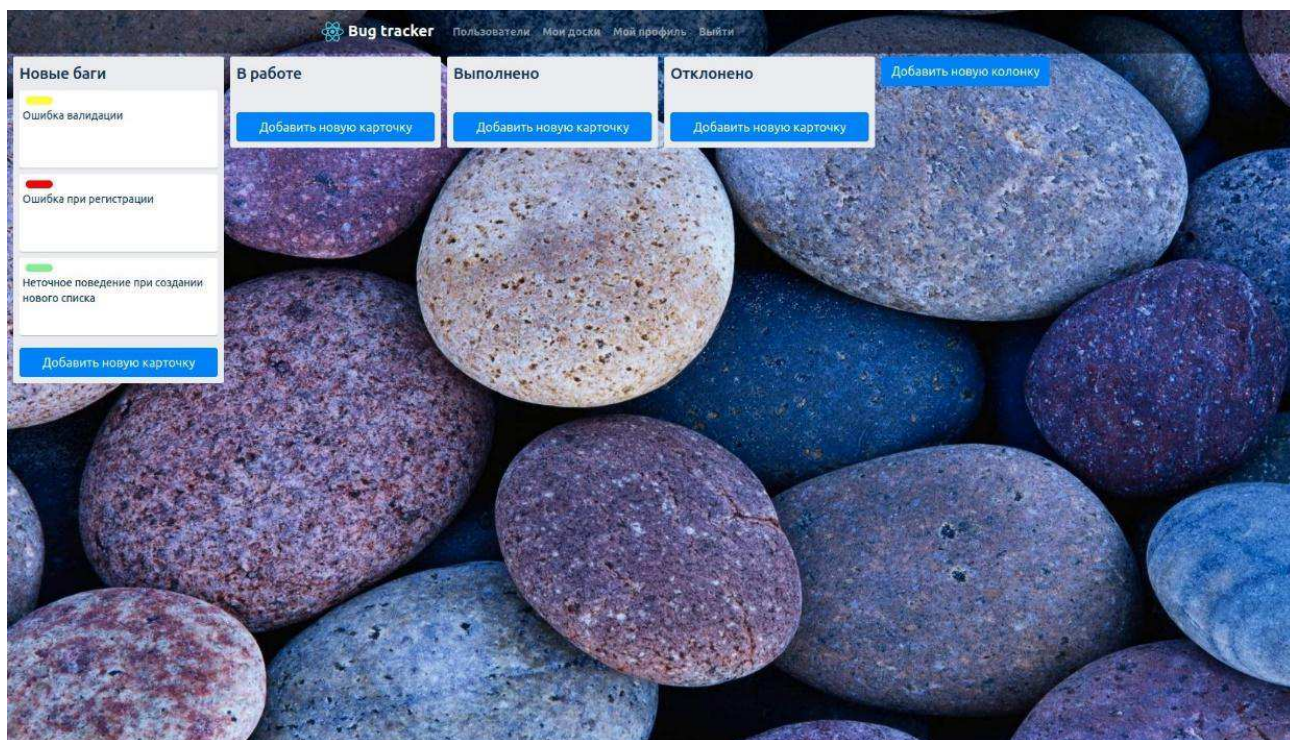 Bug tracker Пользователи Мои доски Мой профиль Выйти
Новые баги
Ошибка валидации
Ошибка при регистрации
Неточное поведение при создании
нового списка
Добавить новую карточку
В работе
Добавить новую карточку
Выполнено
Добавить новую карточку
Отклонено
Добавить новую карточку
Добавить новую колонку